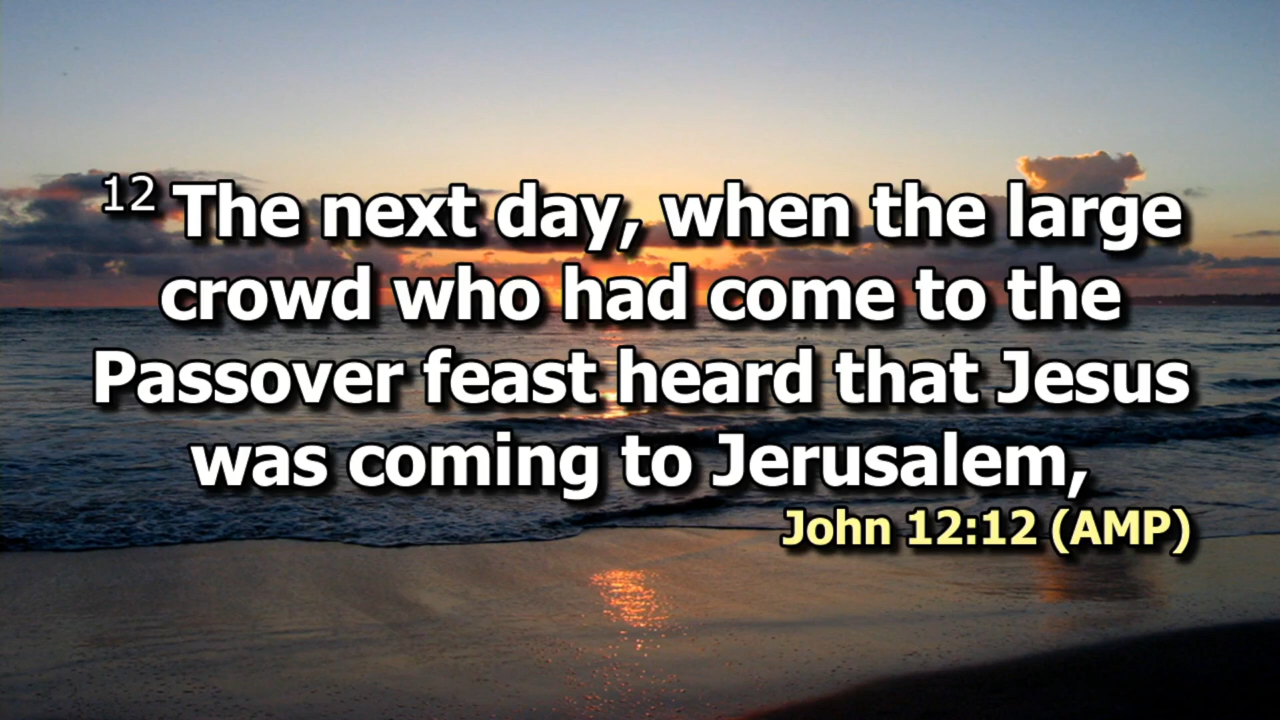 12 The next day, when the large
crowd who had come to the
Passover feast heard that Jesus
was coming to Jerusalem,
John 12:12 (AMP)